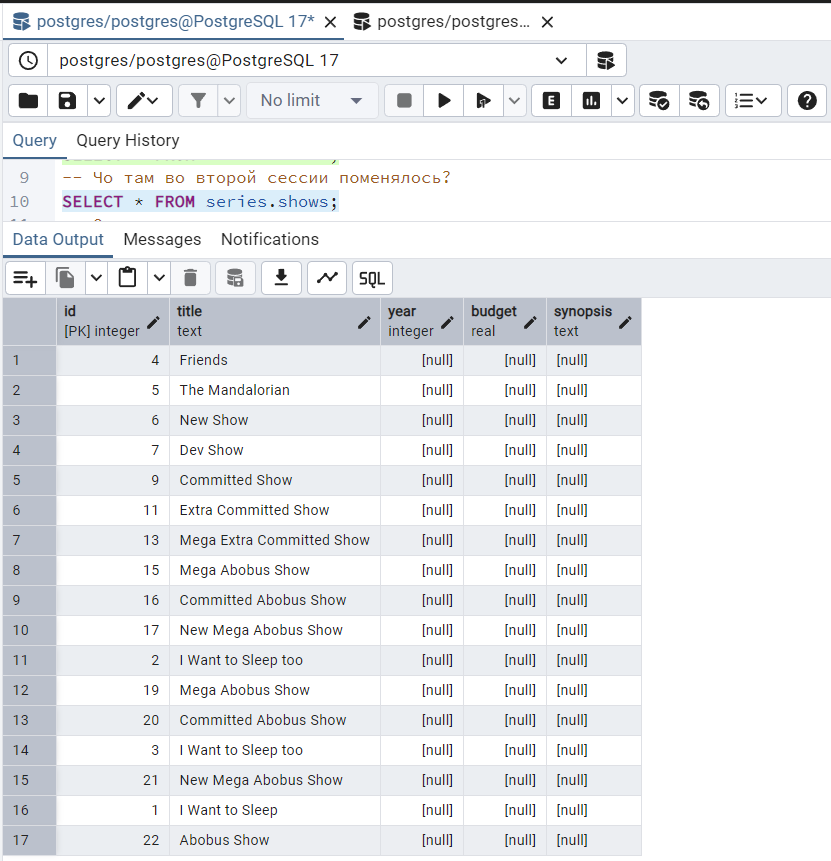 postgres/postgres@PostgreSQL 17* postgres/postgres...
postgres/postgres@PostgreSQL 17
No limit E
Query Query History
9 -- Чо там во второй сессии поменялось?
10 SELECT * FROM series.shows;
Data Output Messages Notifications
SQL
id title year budget synopsis
[PK] integer text integer real text
1 4 Friends [null] [null] [null]
2 5 The Mandalorian [null] [null] [null]
3 6 New Show [null] [null] [null]
4 7 Dev Show [null] [null] [null]
5 9 Committed Show [null] [null] [null]
6 11 Extra Committed Show [null] [null] [null]
7 13 Mega Extra Committed Show [null] [null] [null]
8 15 Mega Abobus Show [null] [null] [null]
9 16 Committed Abobus Show [null] [null] [null]
10 17 New Mega Abobus Show [null] [null] [null]
11 2 I Want to Sleep too [null] [null] [null]
12 19 Mega Abobus Show [null] [null] [null]
13 20 Committed Abobus Show [null] [null] [null]
14 3 I Want to Sleep too [null] [null] [null]
15 21 New Mega Abobus Show [null] [null] [null]
16 1 I Want to Sleep [null] [null] [null]
17 22 Abobus Show [null] [null] [null]